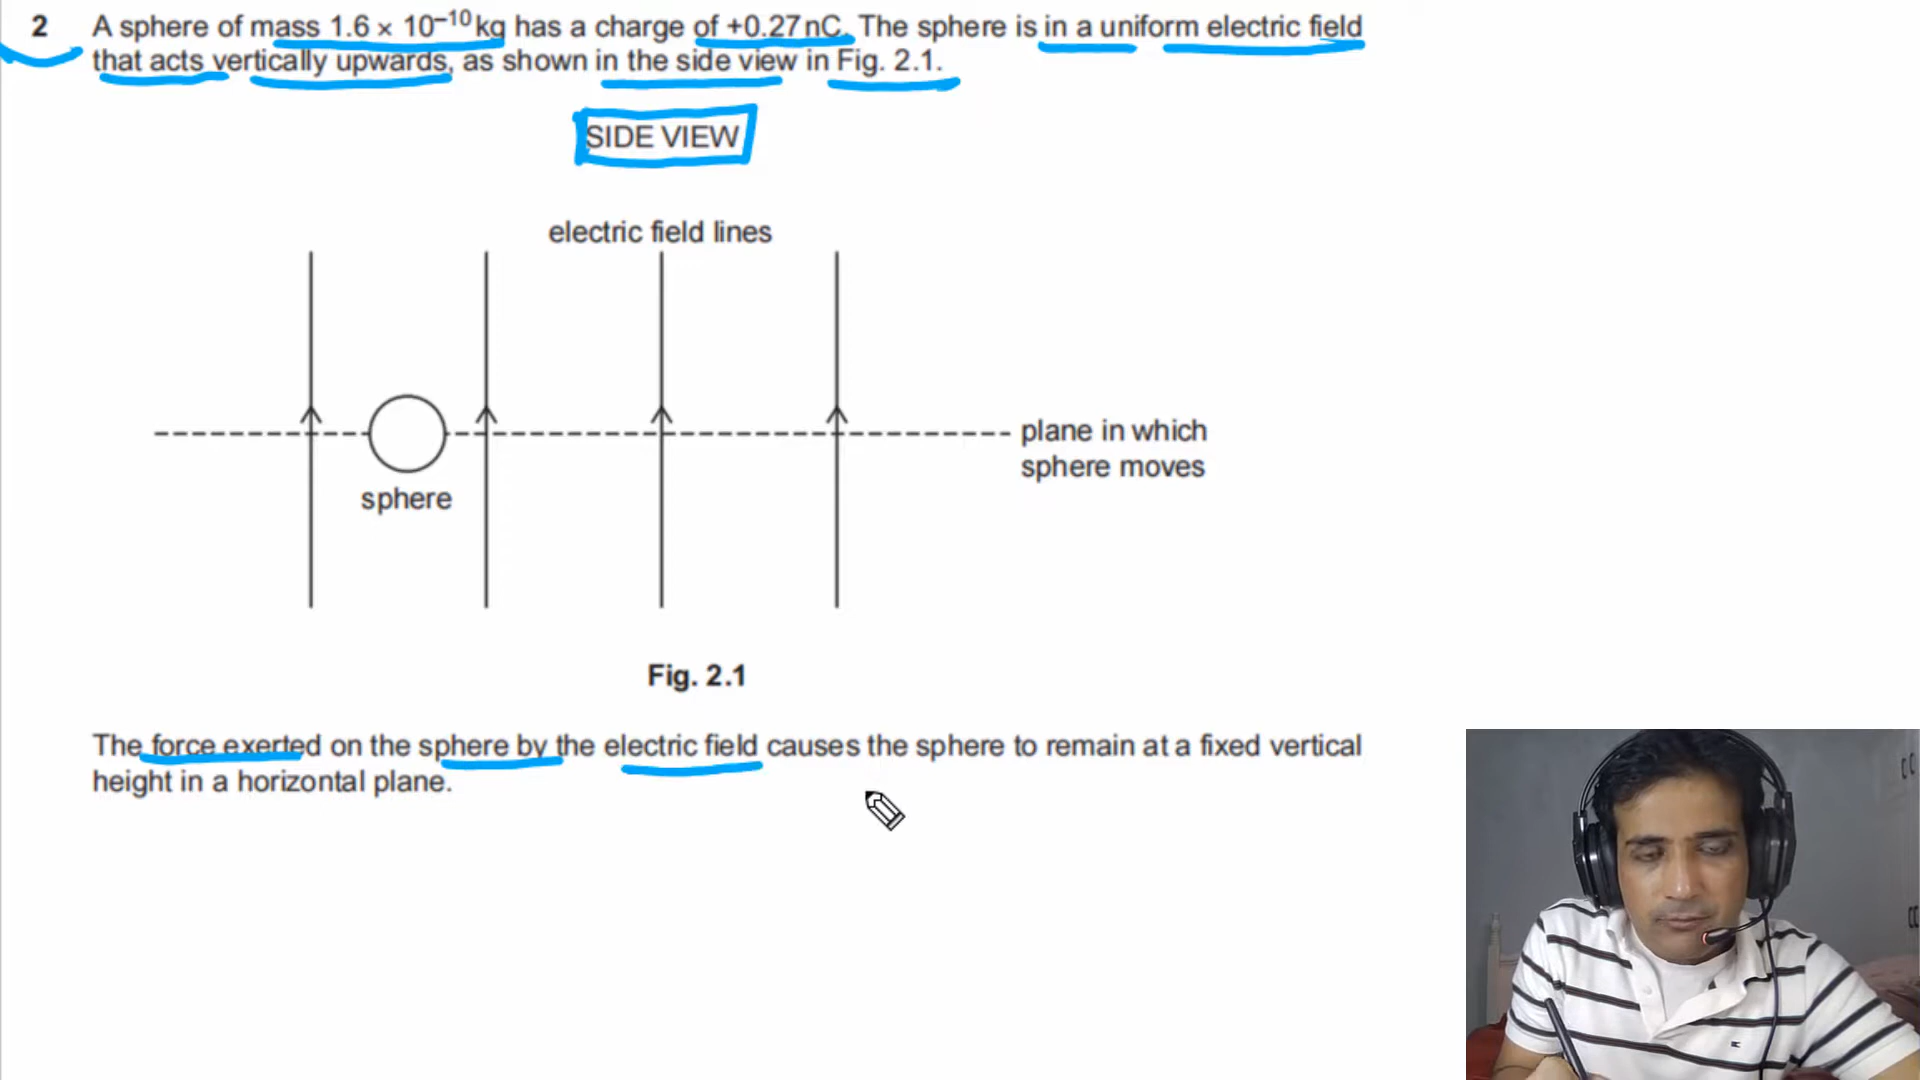 2 A sphere of mass 1.6 × 10⁻¹⁰ kg has a charge of +0.27 nC. The sphere is in a uniform electric field
that acts vertically upwards, as shown in the side view in Fig. 2.1.
SIDE VIEW
electric field lines
plane in which
sphere moves
sphere
Fig. 2.1
The force exerted on the sphere by the electric field causes the sphere to remain at a fixed vertical
height in a horizontal plane.